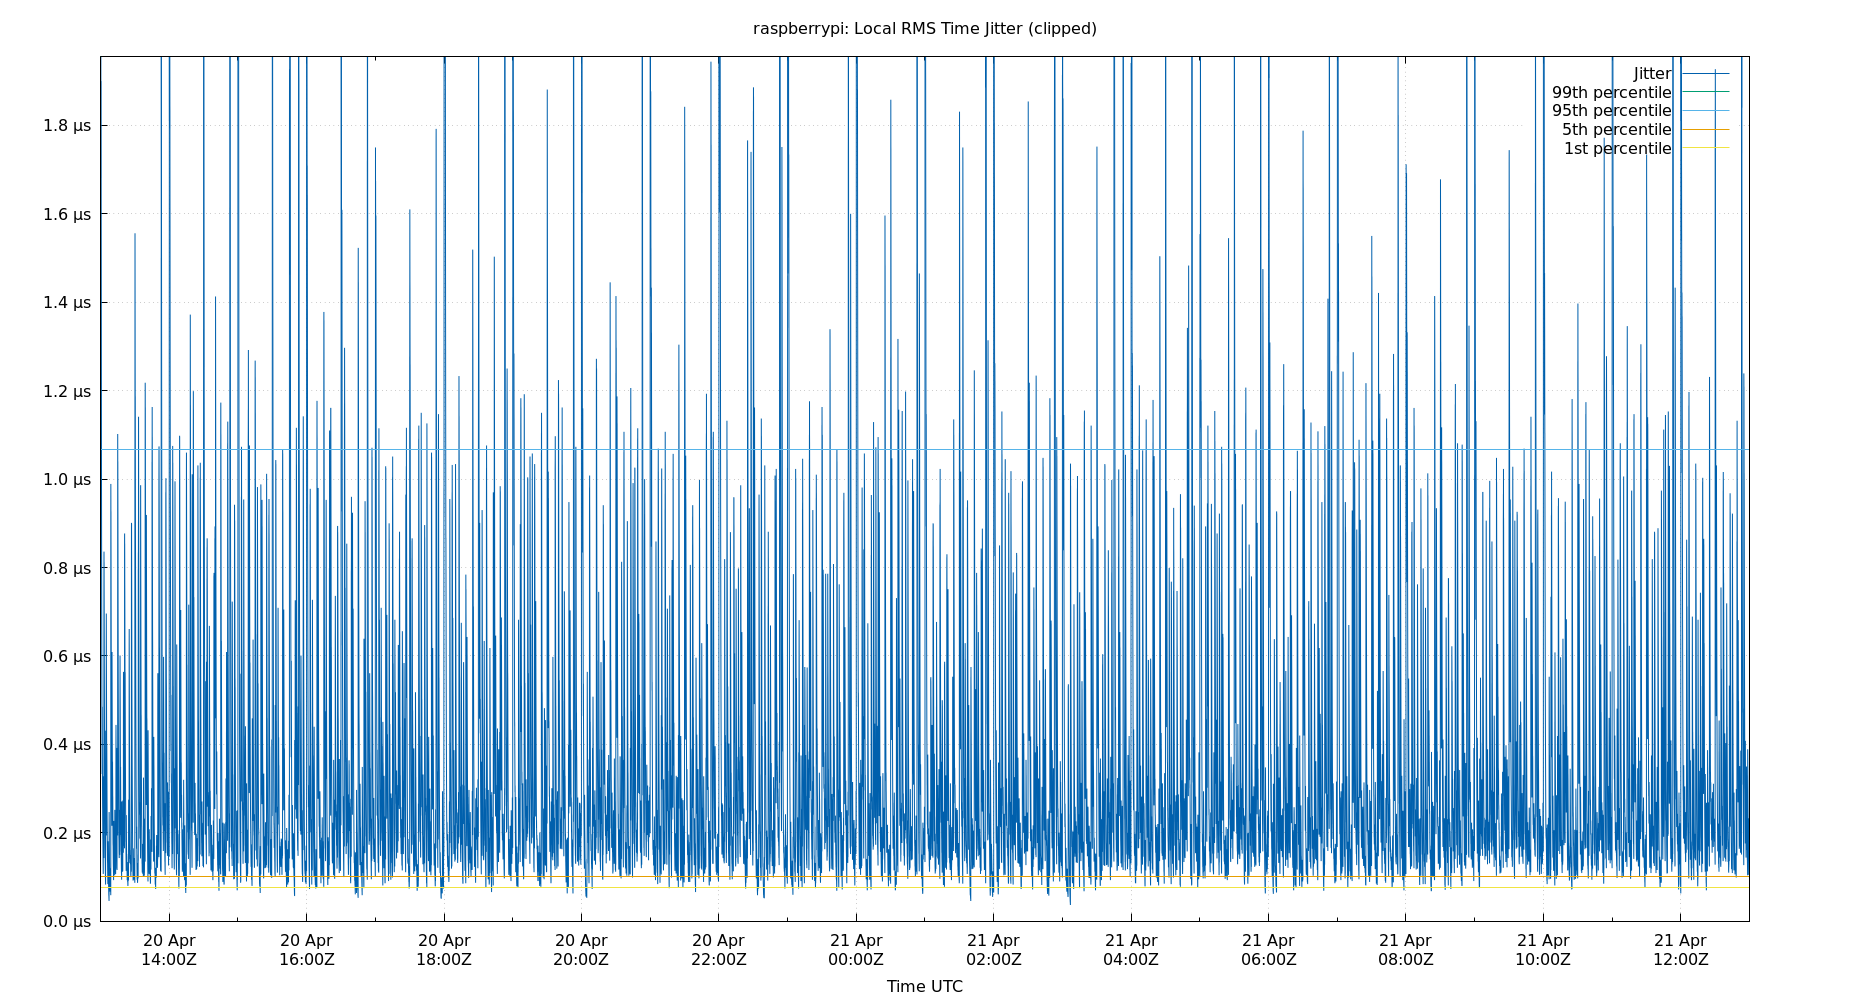 raspberrypi: Local RMS Time Jitter (clipped)
Jitter
99th percentile
95th percentile
5th percentile
1st percentile
1.8 µs
1.6 µs
1.4 µs
1.2 µs
1.0 µs
0.8 µs
0.6 µs
0.4 µs
0.2 µs
0.0 µs
20 Apr 20 Apr 20 Apr 20 Apr 20 Apr 21 Apr 21 Apr 21 Apr 21 Apr 21 Apr 21 Apr 21 Apr
14:00Z 16:00Z 18:00Z 20:00Z 22:00Z 00:00Z 02:00Z 04:00Z 06:00Z 08:00Z 10:00Z 12:00Z
Time UTC